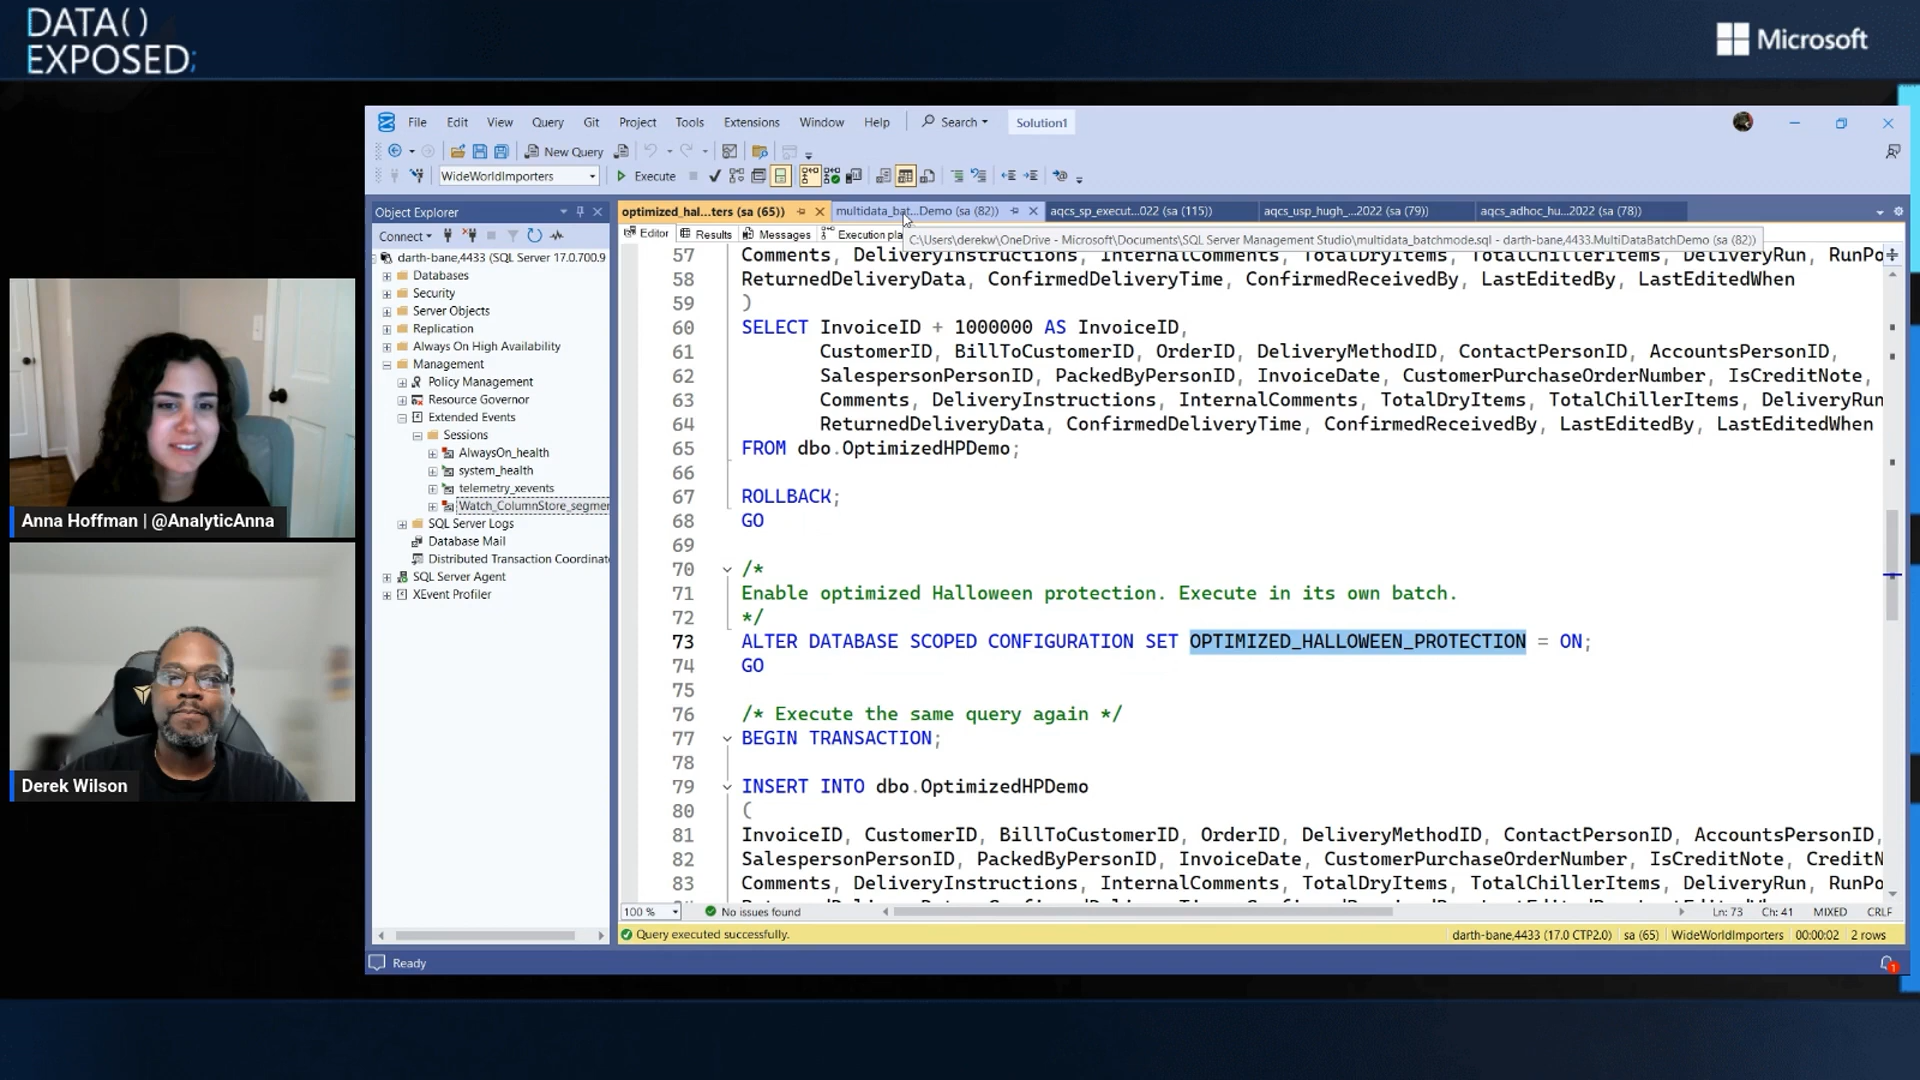 DATA()
EXPOSED;
Microsoft
File Edit View Query Git Project Tools Extensions Window Help Search Solution1
New Query
WideWorldImporters Execute
Object Explorer
Connect
darth-bane,4433 (SQL Server 17.0.700.9
Databases
Security
Server Objects
Replication
Always On High Availability
Management
Policy Management
Resource Governor
Extended Events
Sessions
AlwaysOn_health
system_health
telemetry_xevents
Watch_ColumnStore_segmer
SQL Server Logs
Database Mail
Distributed Transaction Coordinat
SQL Server Agent
XEvent Profiler
optimized_hal...ters (sa (65)) multidata_bat...Demo (sa (82)) aqcs_sp_execut...022 (sa (115)) aqcs_usp_hugh_...2022 (sa (79)) aqcs_adhoc_hu...2022 (sa (78))
Editor Results Messages Execution pla
C:\Users\derekw\OneDrive - Microsoft\Documents\SQL Server Management Studio\multidata_batchmode.sql - darth-bane,4433.MultiDataBatchDemo (sa (82))
57 Comments, DeliveryInstructions, InternalComments, TotalDryItems, TotalChillerItems, DeliveryRun, RunPo
58 ReturnedDeliveryData, ConfirmedDeliveryTime, ConfirmedReceivedBy, LastEditedBy, LastEditedWhen
59 )
60 SELECT InvoiceID + 1000000 AS InvoiceID,
61 CustomerID, BillToCustomerID, OrderID, DeliveryMethodID, ContactPersonID, AccountsPersonID,
62 SalespersonPersonID, PackedByPersonID, InvoiceDate, CustomerPurchaseOrderNumber, IsCreditNote,
63 Comments, DeliveryInstructions, InternalComments, TotalDryItems, TotalChillerItems, DeliveryRun
64 ReturnedDeliveryData, ConfirmedDeliveryTime, ConfirmedReceivedBy, LastEditedBy, LastEditedWhen
65 FROM dbo.OptimizedHPDemo;
66
67 ROLLBACK;
68 GO
69
70 /*
71 Enable optimized Halloween protection. Execute in its own batch.
72 */
73 ALTER DATABASE SCOPED CONFIGURATION SET OPTIMIZED_HALLOWEEN_PROTECTION = ON;
74 GO
75
76 /* Execute the same query again */
77 BEGIN TRANSACTION;
78
79 INSERT INTO dbo.OptimizedHPDemo
80 (
81 InvoiceID, CustomerID, BillToCustomerID, OrderID, DeliveryMethodID, ContactPersonID, AccountsPersonID,
82 SalespersonPersonID, PackedByPersonID, InvoiceDate, CustomerPurchaseOrderNumber, IsCreditNote, CreditN
83 Comments, DeliveryInstructions, InternalComments, TotalDryItems, TotalChillerItems, DeliveryRun, RunPo
100 % No issues found Ln: 73 Ch: 41 MIXED CRLF
Query executed successfully. darth-bane,4433 (17.0 CTP2.0) sa (65) WideWorldImporters 00:00:02 2 rows
Ready
1
Anna Hoffman | @AnalyticAnna
Derek Wilson